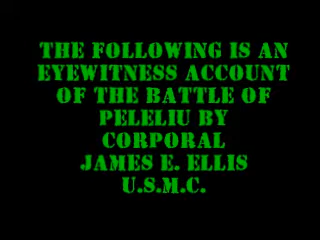 THE FOLLOWING IS AN
EYEWITNESS ACCOUNT
OF THE BATTLE OF
PELELIU BY
CORPORAL
JAMES E. ELLIS
U.S.M.C.